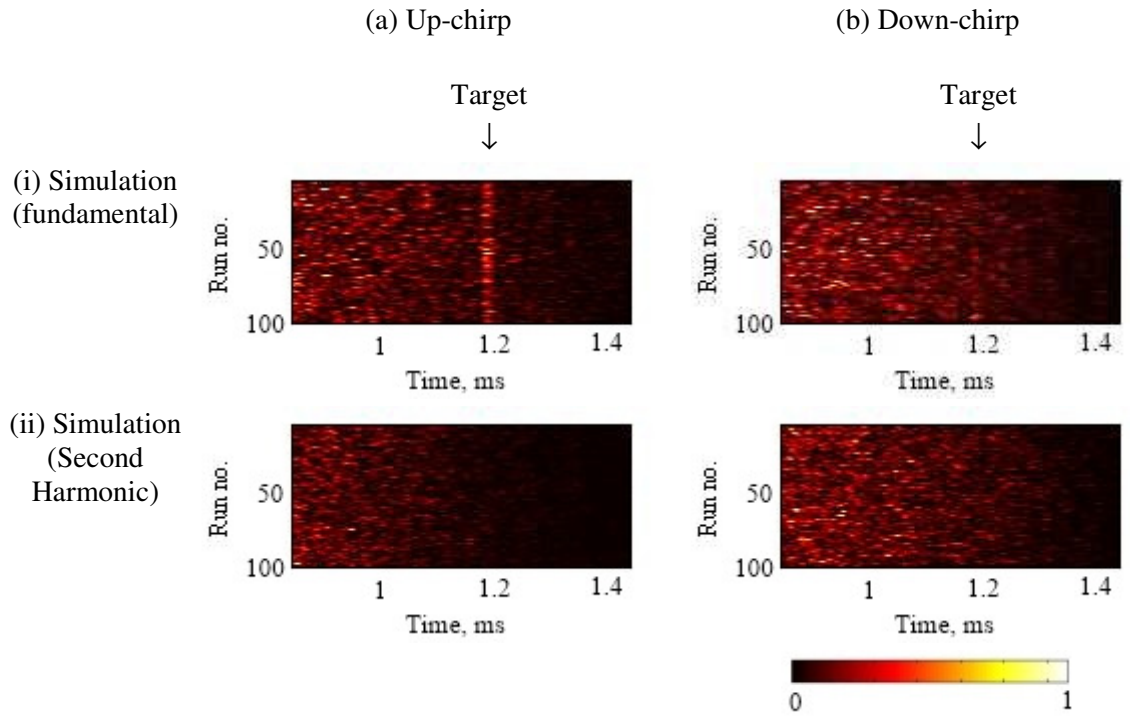 (a) Up-chirp
(b) Down-chirp
Target
↓
Target
↓
(i) Simulation
(fundamental)
Run no.
50
100
1
1.2
1.4
Time, ms
Run no.
50
100
1
1.2
1.4
Time, ms
(ii) Simulation
(Second
Harmonic)
Run no.
50
100
1
1.2
1.4
Time, ms
Run no.
50
100
1
1.2
1.4
Time, ms
0
1